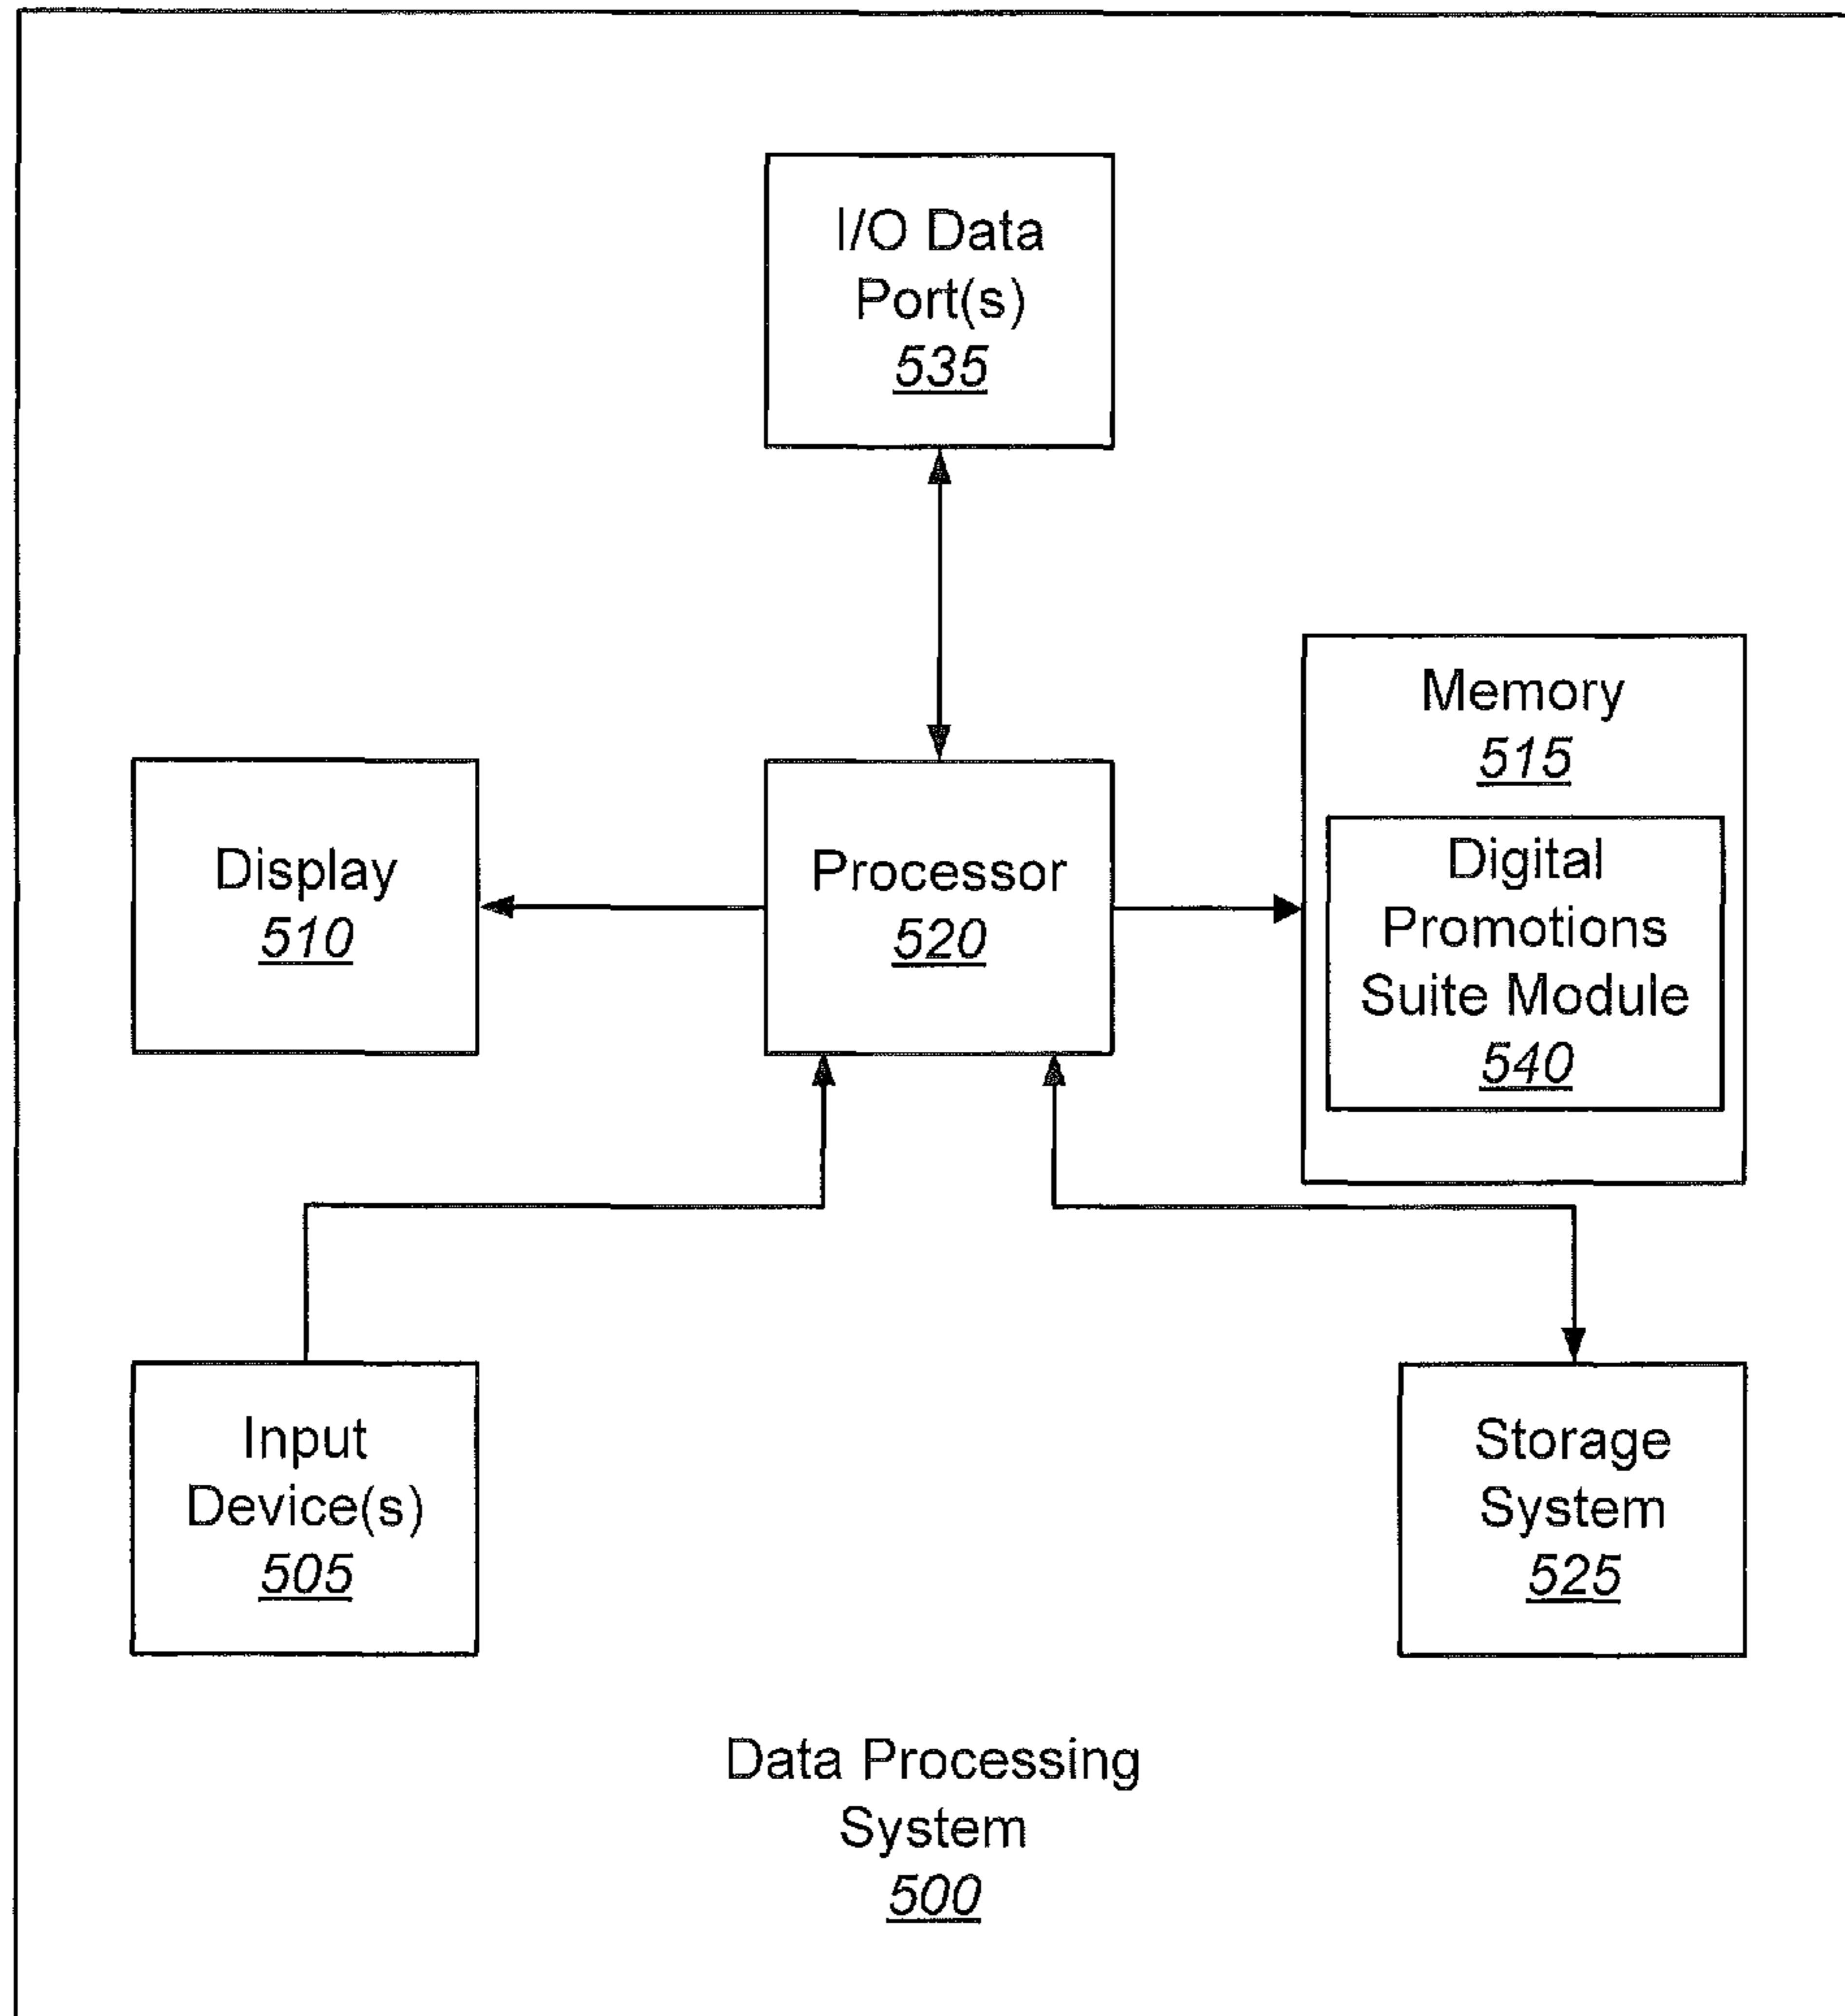 I/O Data
Port(s)
535
Memory
515
Digital
Promotions
Suite Module
540
Display
510
Processor
520
Input
Device(s)
505
Storage
System
525
Data Processing
System
500